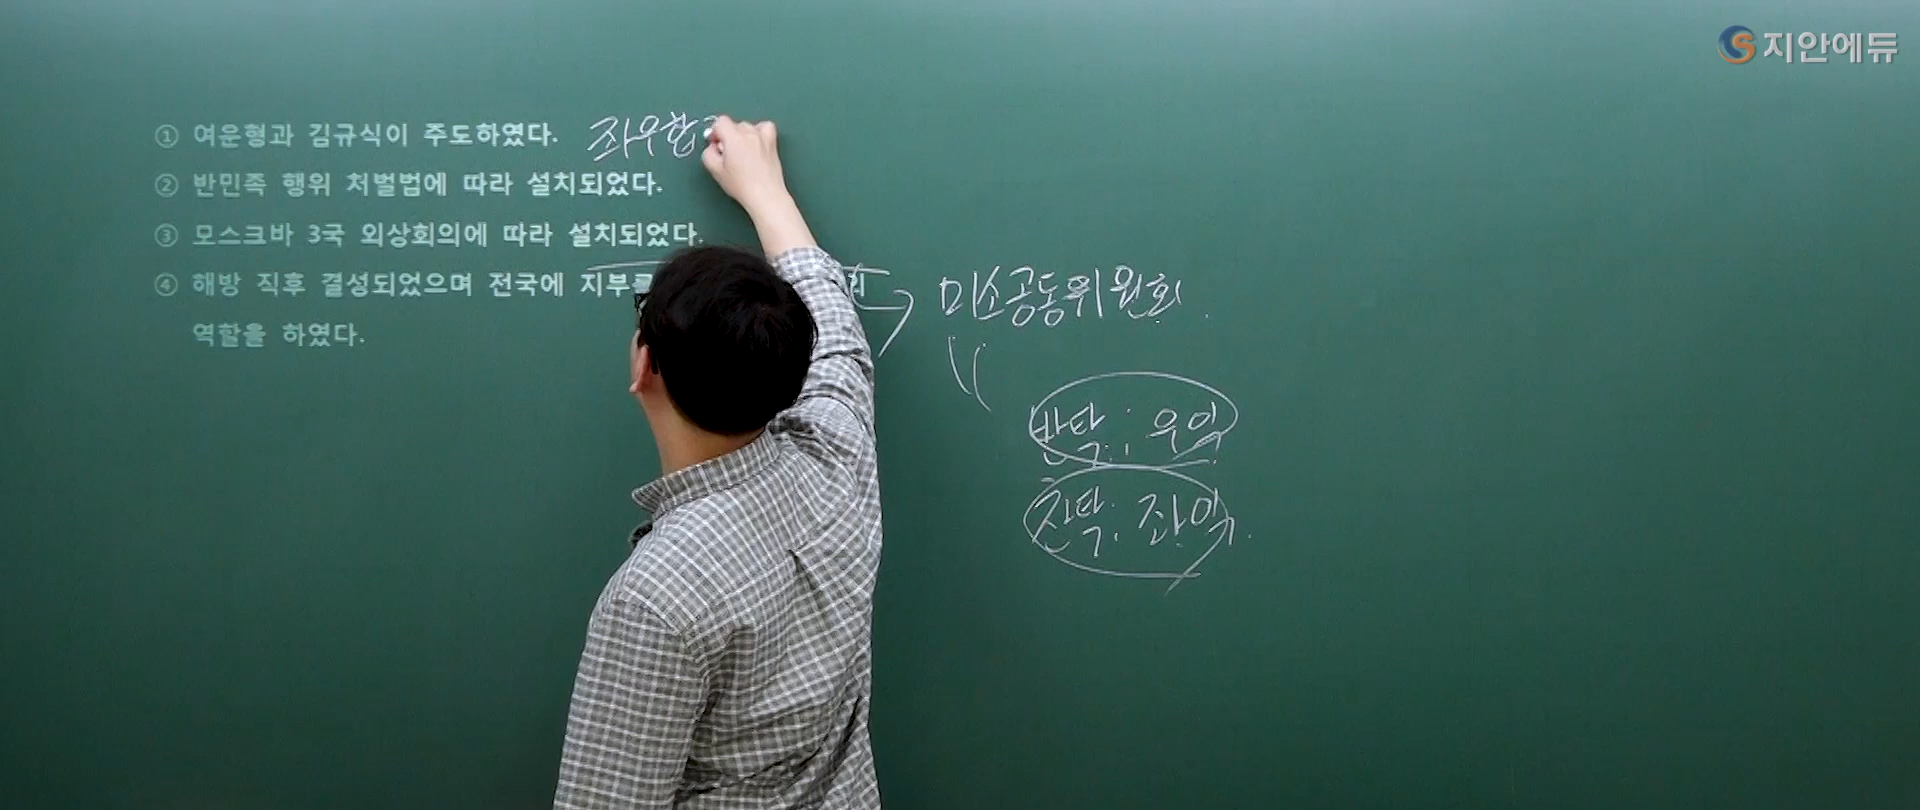 지안에듀
① 여운형과 김규식이 주도하였다. 좌우합
② 반민족 행위 처벌법에 따라 설치되었다.
③ 모스크바 3국 외상회의에 따라 설치되었다.
④ 해방 직후 결성되었으며 전국에 지부를
역할을 하였다.
미소공동위원회
반탁 : 우익
찬탁 : 좌익